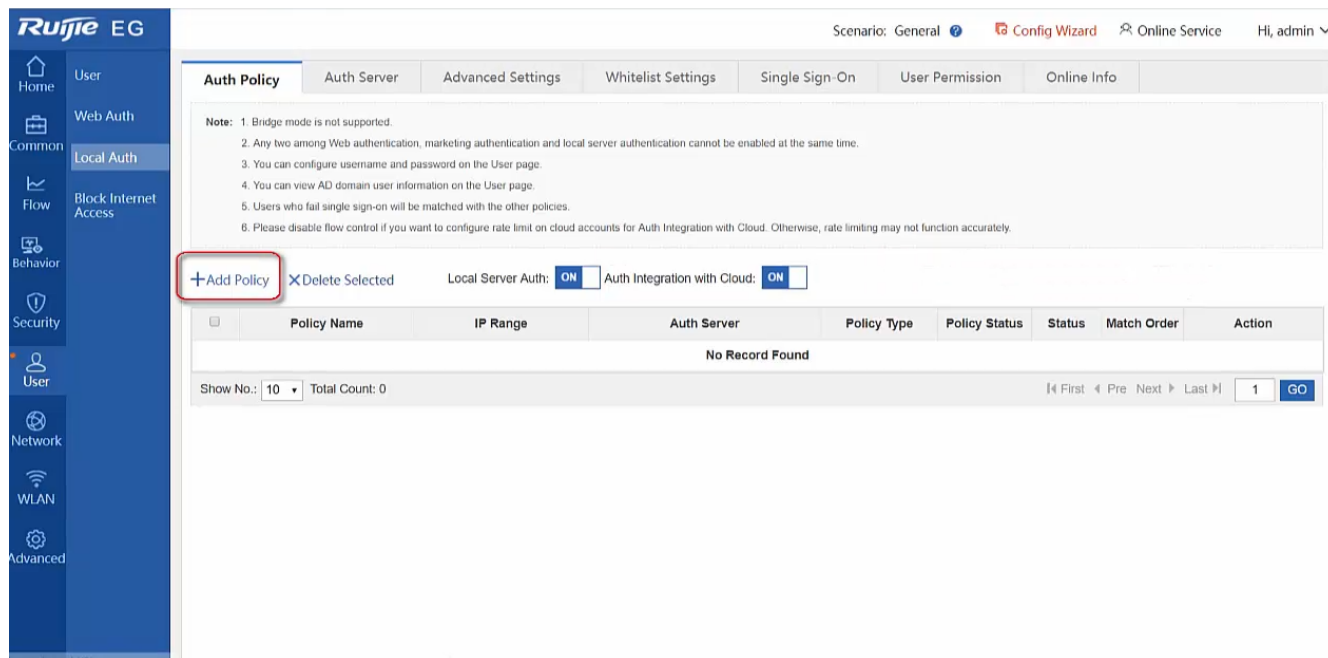 Ruijie EG
Scenario: General ? Config Wizard Online Service Hi, admin
Home
Common
Flow
Behavior
Security
User
Network
WLAN
Advanced
User
Web Auth
Local Auth
Block Internet
Access
Auth Policy Auth Server Advanced Settings Whitelist Settings Single Sign-On User Permission Online Info
Note: 1. Bridge mode is not supported.
2. Any two among Web authentication, marketing authentication and local server authentication cannot be enabled at the same time.
3. You can configure username and password on the User page.
4. You can view AD domain user information on the User page.
5. Users who fail single sign-on will be matched with the other policies.
6. Please disable flow control if you want to configure rate limit on cloud accounts for Auth Integration with Cloud. Otherwise, rate limiting may not function accurately.
+Add Policy XDelete Selected Local Server Auth: ON Auth Integration with Cloud: ON
Policy Name IP Range Auth Server Policy Type Policy Status Status Match Order Action
No Record Found
Show No.: 10 Total Count: 0 First Pre Next Last 1 GO